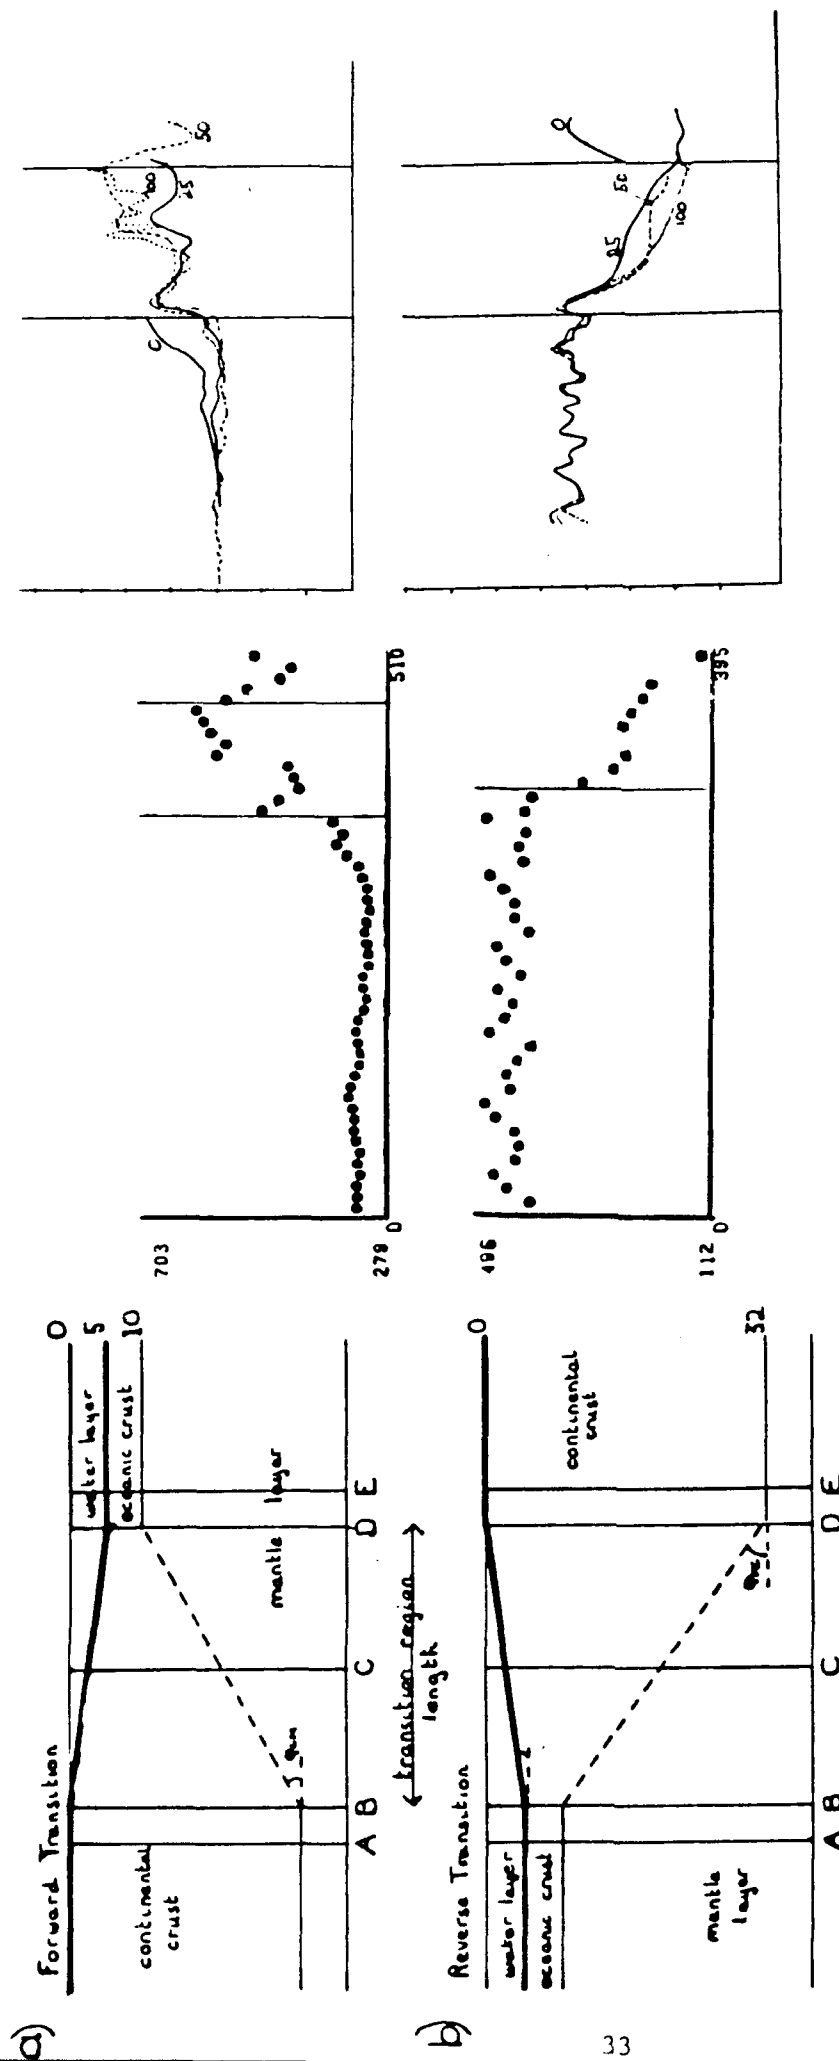 a)
Forward Transition
0
water layer
5
oceanic crust
10
continental
crust
mantle
layer
A B C D E
transition region
length
703
279
0
510
C
25
100
50
b)
Reverse Transition
0
water layer
oceanic crust
continental
crust
32
mantle
layer
A B C D E
496
112
0
395
25
50
100
33